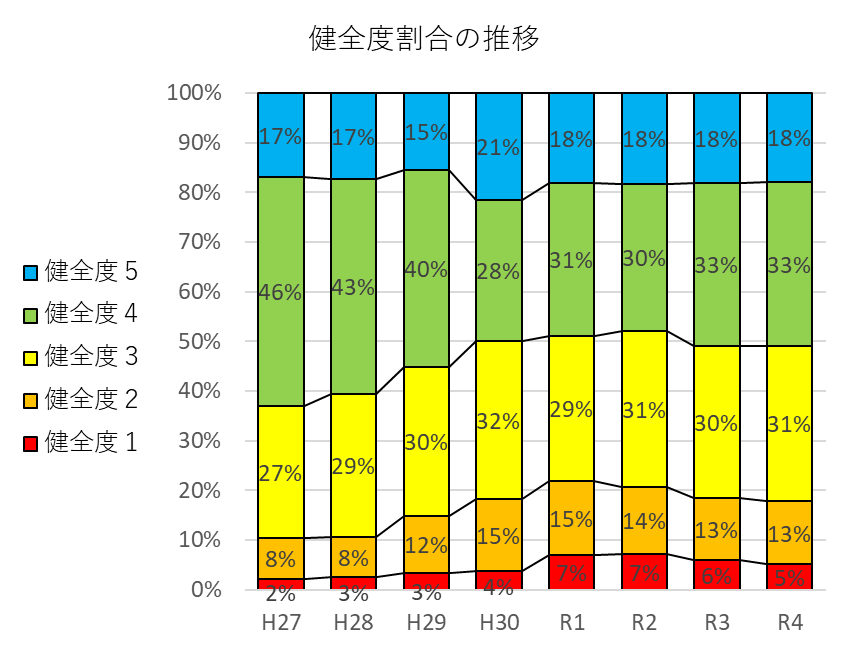 健全度割合の推移
100%
90%
80%
70%
60%
50%
40%
30%
20%
10%
0%
17% 17% 15% 21% 18% 18% 18% 18%
46% 43% 40% 28% 31% 30% 33% 33%
27% 29% 30% 32% 29% 31% 30% 31%
8% 8% 12% 15% 15% 14% 13% 13%
2% 3% 3% 4% 7% 7% 6% 5%
H27 H28 H29 H30 R1 R2 R3 R4
健全度５
健全度４
健全度３
健全度２
健全度１